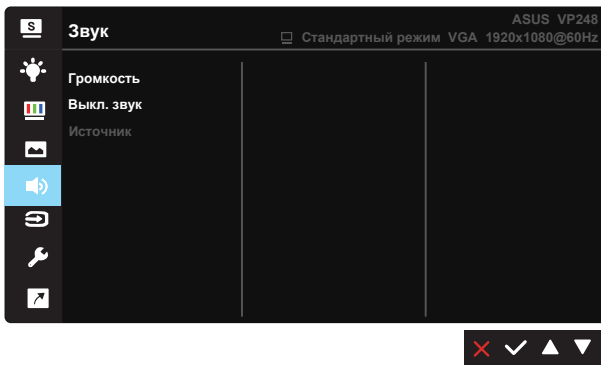 S
Звук
ASUS VP248
Стандартный режим VGA 1920x1080@60Hz
Громкость
Выкл. звук
Источник